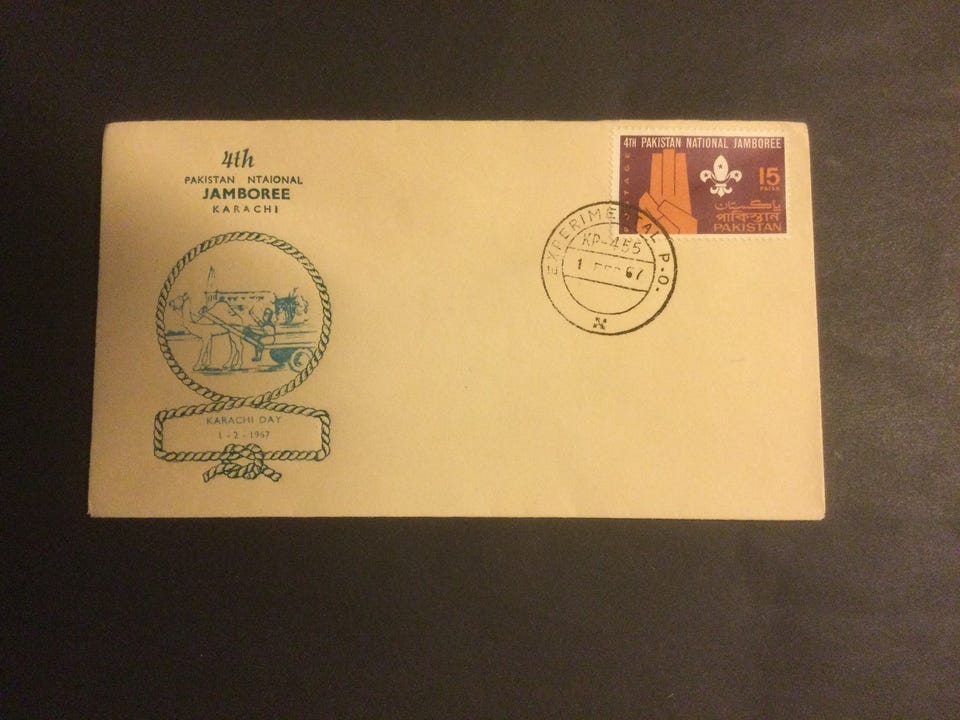 4th
PAKISTAN NTAIONAL
JAMBOREE
KARACHI
KARACHI DAY
1-2-1967
4TH PAKISTAN NATIONAL JAMBOREE
POSTAGE
15
PAISA
پاکستان
পাকিস্তান
PAKISTAN
EXPERIMENTAL P.O.
KP-455
1 FEB 67